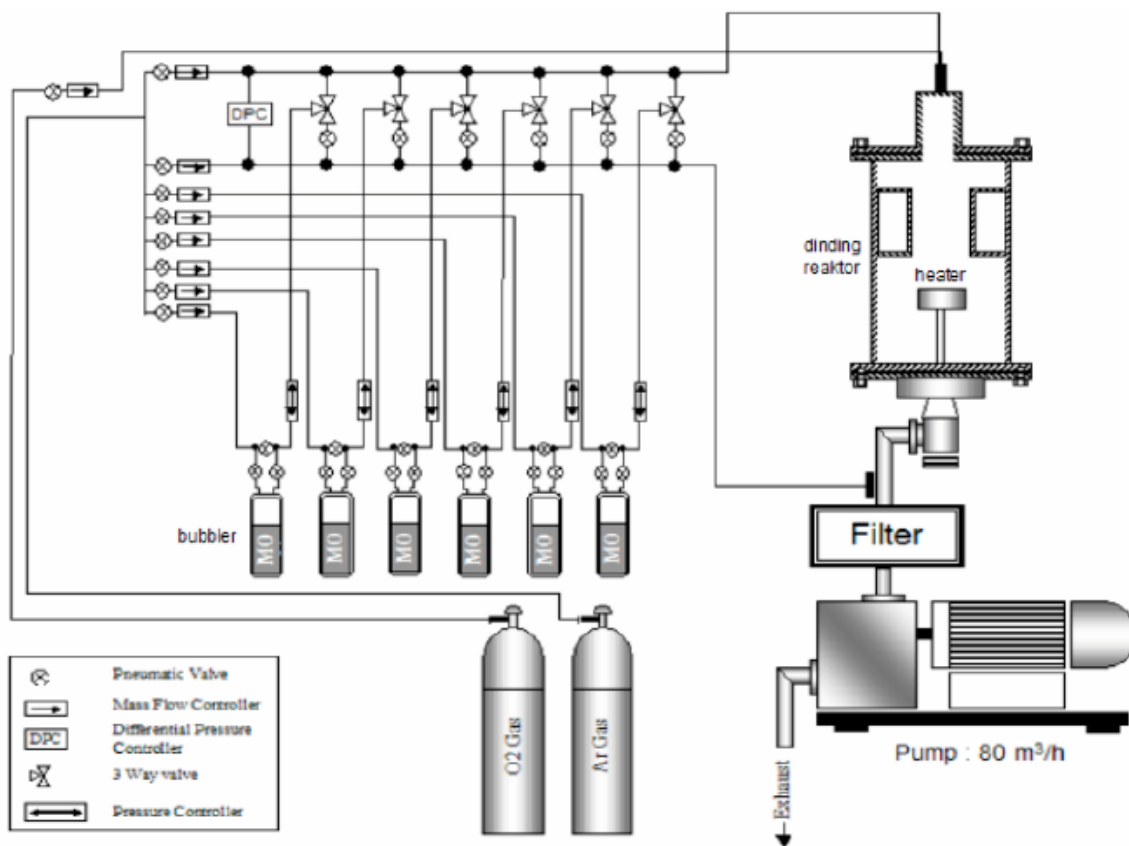 DPC
dinding
reaktor
heater
bubbler
MO
MO
MO
MO
MO
MO
Filter
O2 Gas
Ar Gas
Pump : 80 m³/h
Exhaust
Pneumatic Valve
Mass Flow Controller
DPC
Differential Pressure
Controller
3 Way valve
Pressure Controller